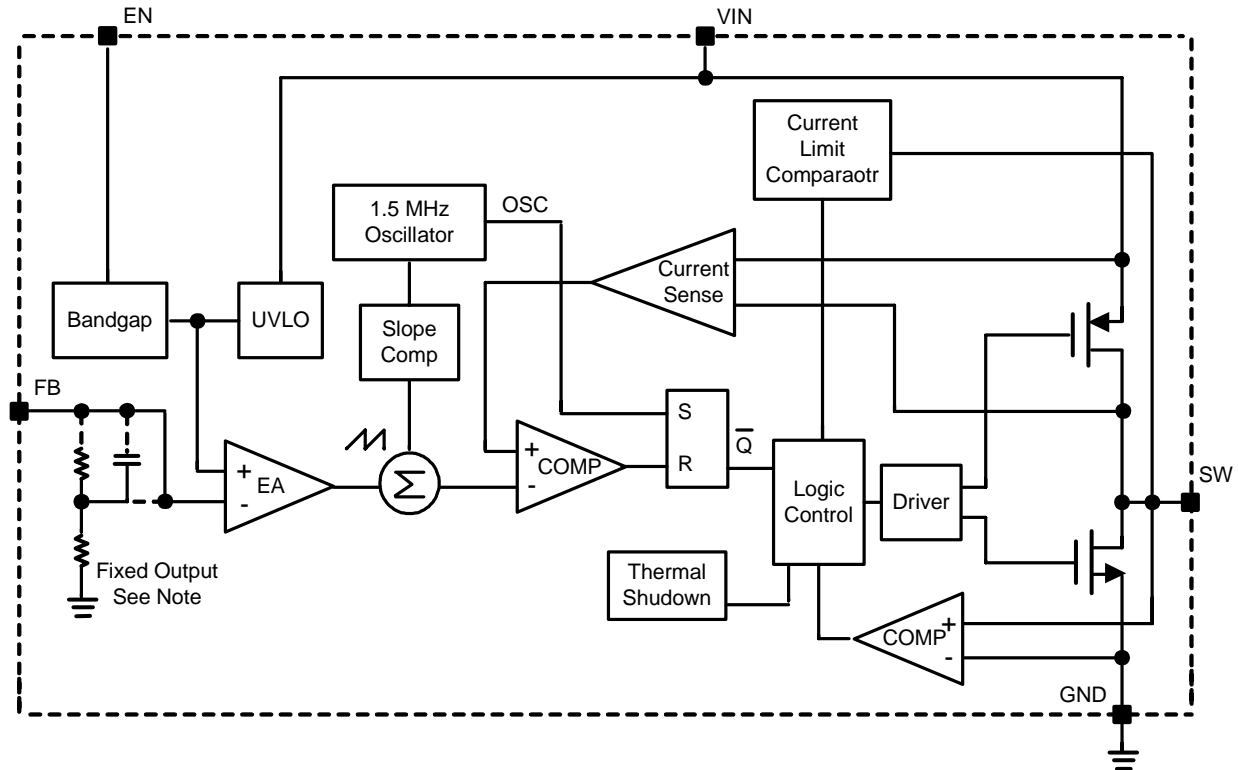 EN
VIN
Current
Limit
Comparaotr
1.5 MHz
Oscillator
OSC
Current
Sense
Bandgap
UVLO
Slope
Comp
FB
+
EA
-
Σ
+
COMP
-
S
R
Q̅
Logic
Control
Driver
SW
Fixed Output
See Note
Thermal
Shudown
COMP
+
-
GND